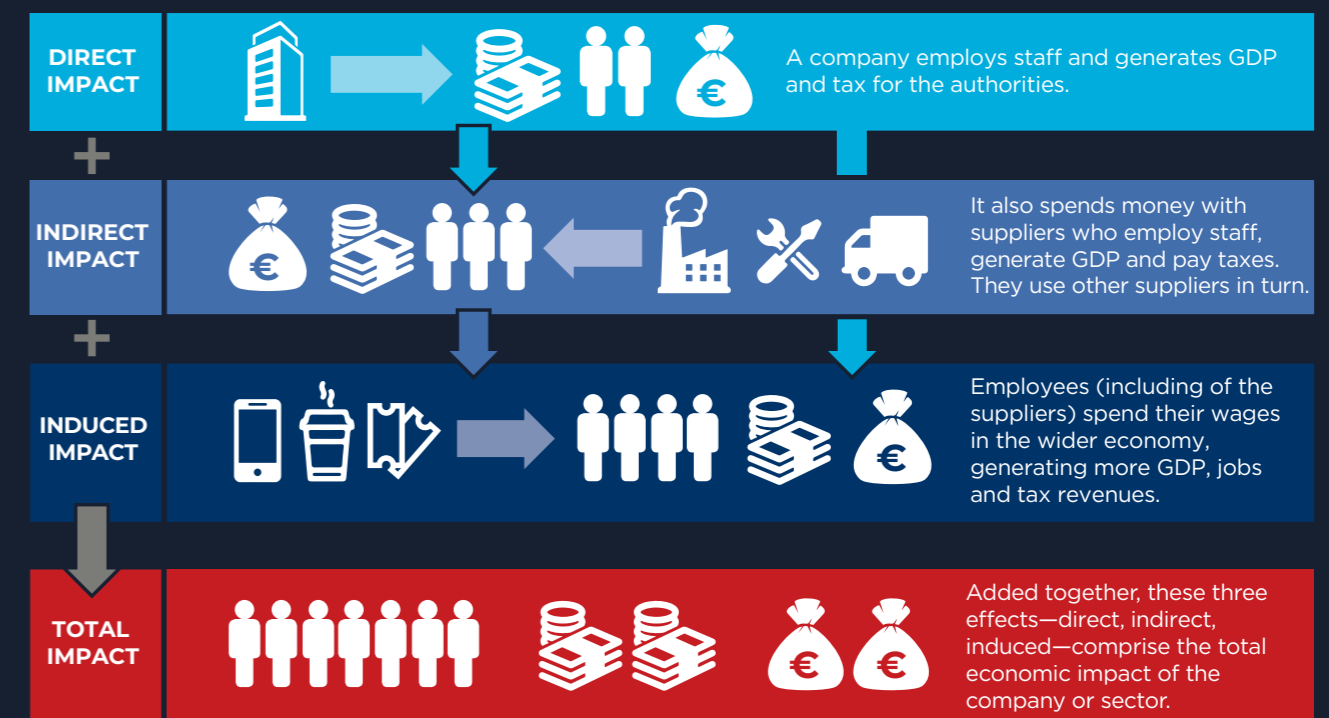 DIRECT
IMPACT
€
A company employs staff and generates GDP
and tax for the authorities.
+
INDIRECT
IMPACT
€
It also spends money with
suppliers who employ staff,
generate GDP and pay taxes.
They use other suppliers in turn.
+
INDUCED
IMPACT
€
Employees (including of the
suppliers) spend their wages
in the wider economy,
generating more GDP, jobs
and tax revenues.
TOTAL
IMPACT
€ €
Added together, these three
effects—direct, indirect,
induced—comprise the total
economic impact of the
company or sector.